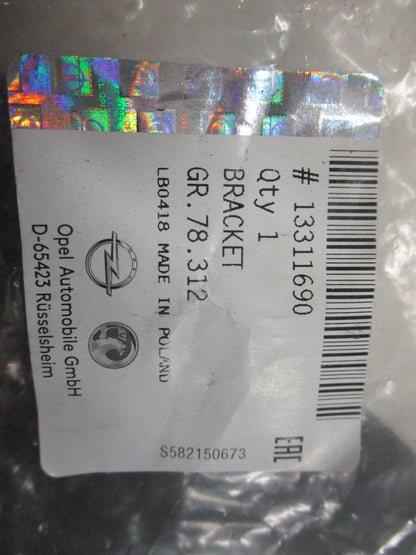 # 13311690
Qty 1
BRACKET
GR.78.312
LB0418 MADE IN POLAND
Opel Automobile GmbH
D-65423 Rüsselsheim
S582150673
EAC